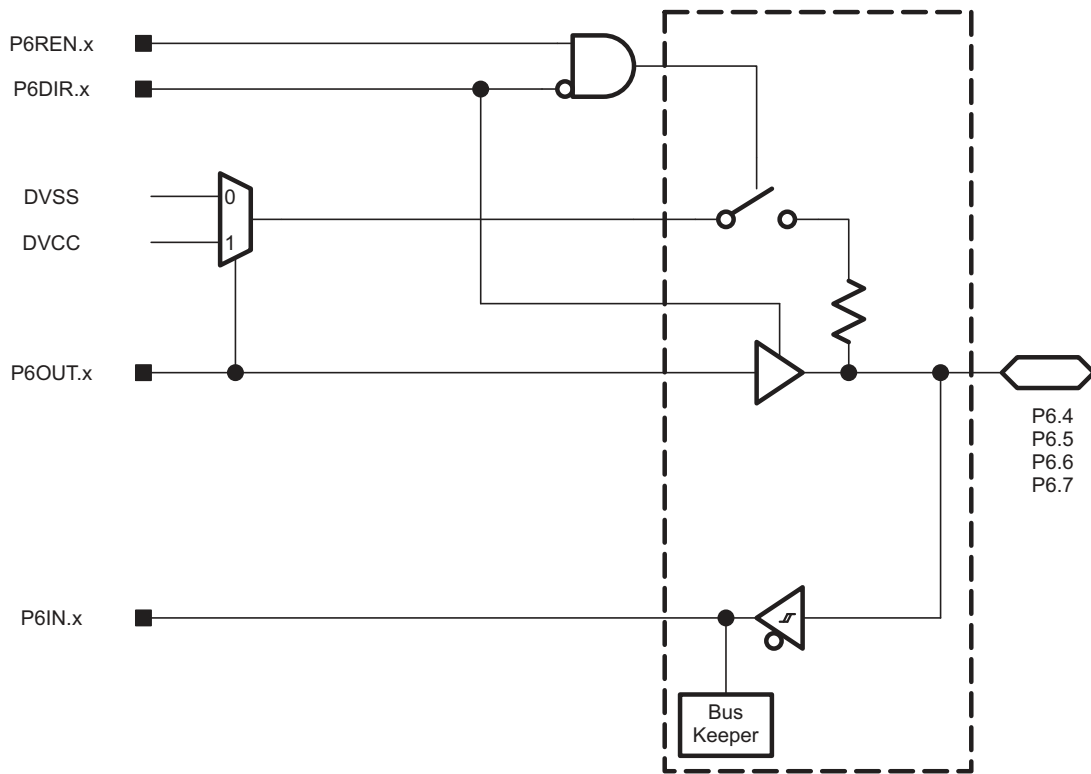 P6REN.x
P6DIR.x
DVSS
0
DVCC
1
P6OUT.x
P6.4
P6.5
P6.6
P6.7
P6IN.x
Bus
Keeper